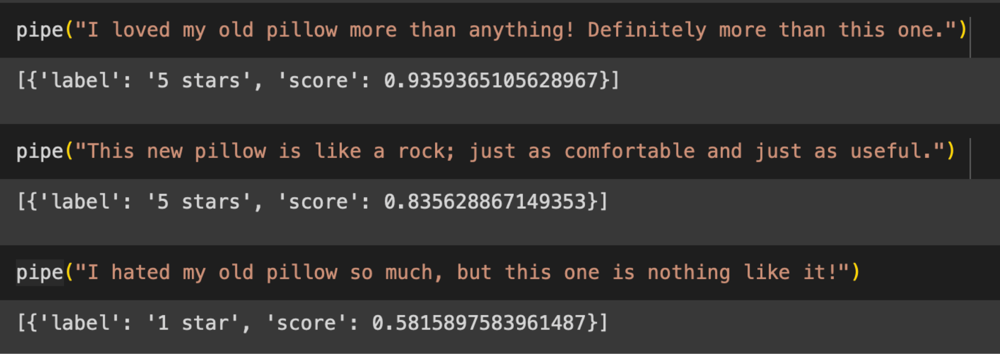 pipe("I loved my old pillow more than anything! Definitely more than this one.")
[{'label': '5 stars', 'score': 0.9359365105628967}]
pipe("This new pillow is like a rock; just as comfortable and just as useful.")
[{'label': '5 stars', 'score': 0.835628867149353}]
pipe("I hated my old pillow so much, but this one is nothing like it!")
[{'label': '1 star', 'score': 0.5815897583961487}]